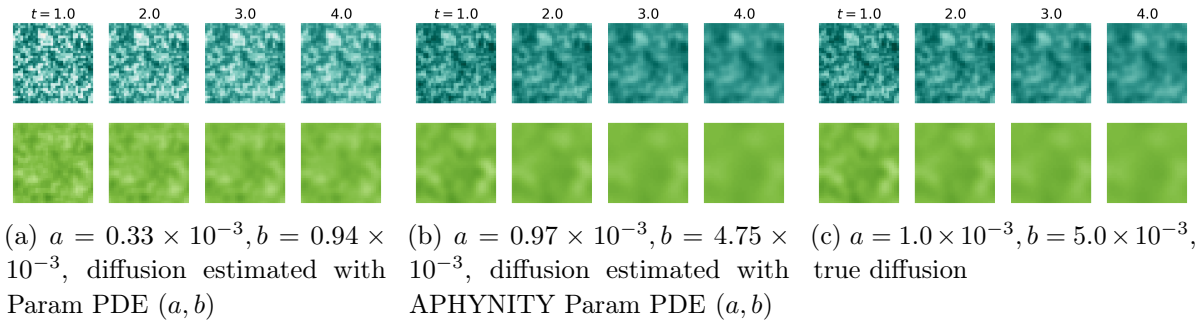 t = 1.0 2.0 3.0 4.0 t = 1.0 2.0 3.0 4.0 t = 1.0 2.0 3.0 4.0
(a) a = 0.33 × 10⁻³, b = 0.94 ×
10⁻³, diffusion estimated with
Param PDE (a, b)
(b) a = 0.97 × 10⁻³, b = 4.75 ×
10⁻³, diffusion estimated with
APHYNITY Param PDE (a, b)
(c) a = 1.0 × 10⁻³, b = 5.0 × 10⁻³,
true diffusion